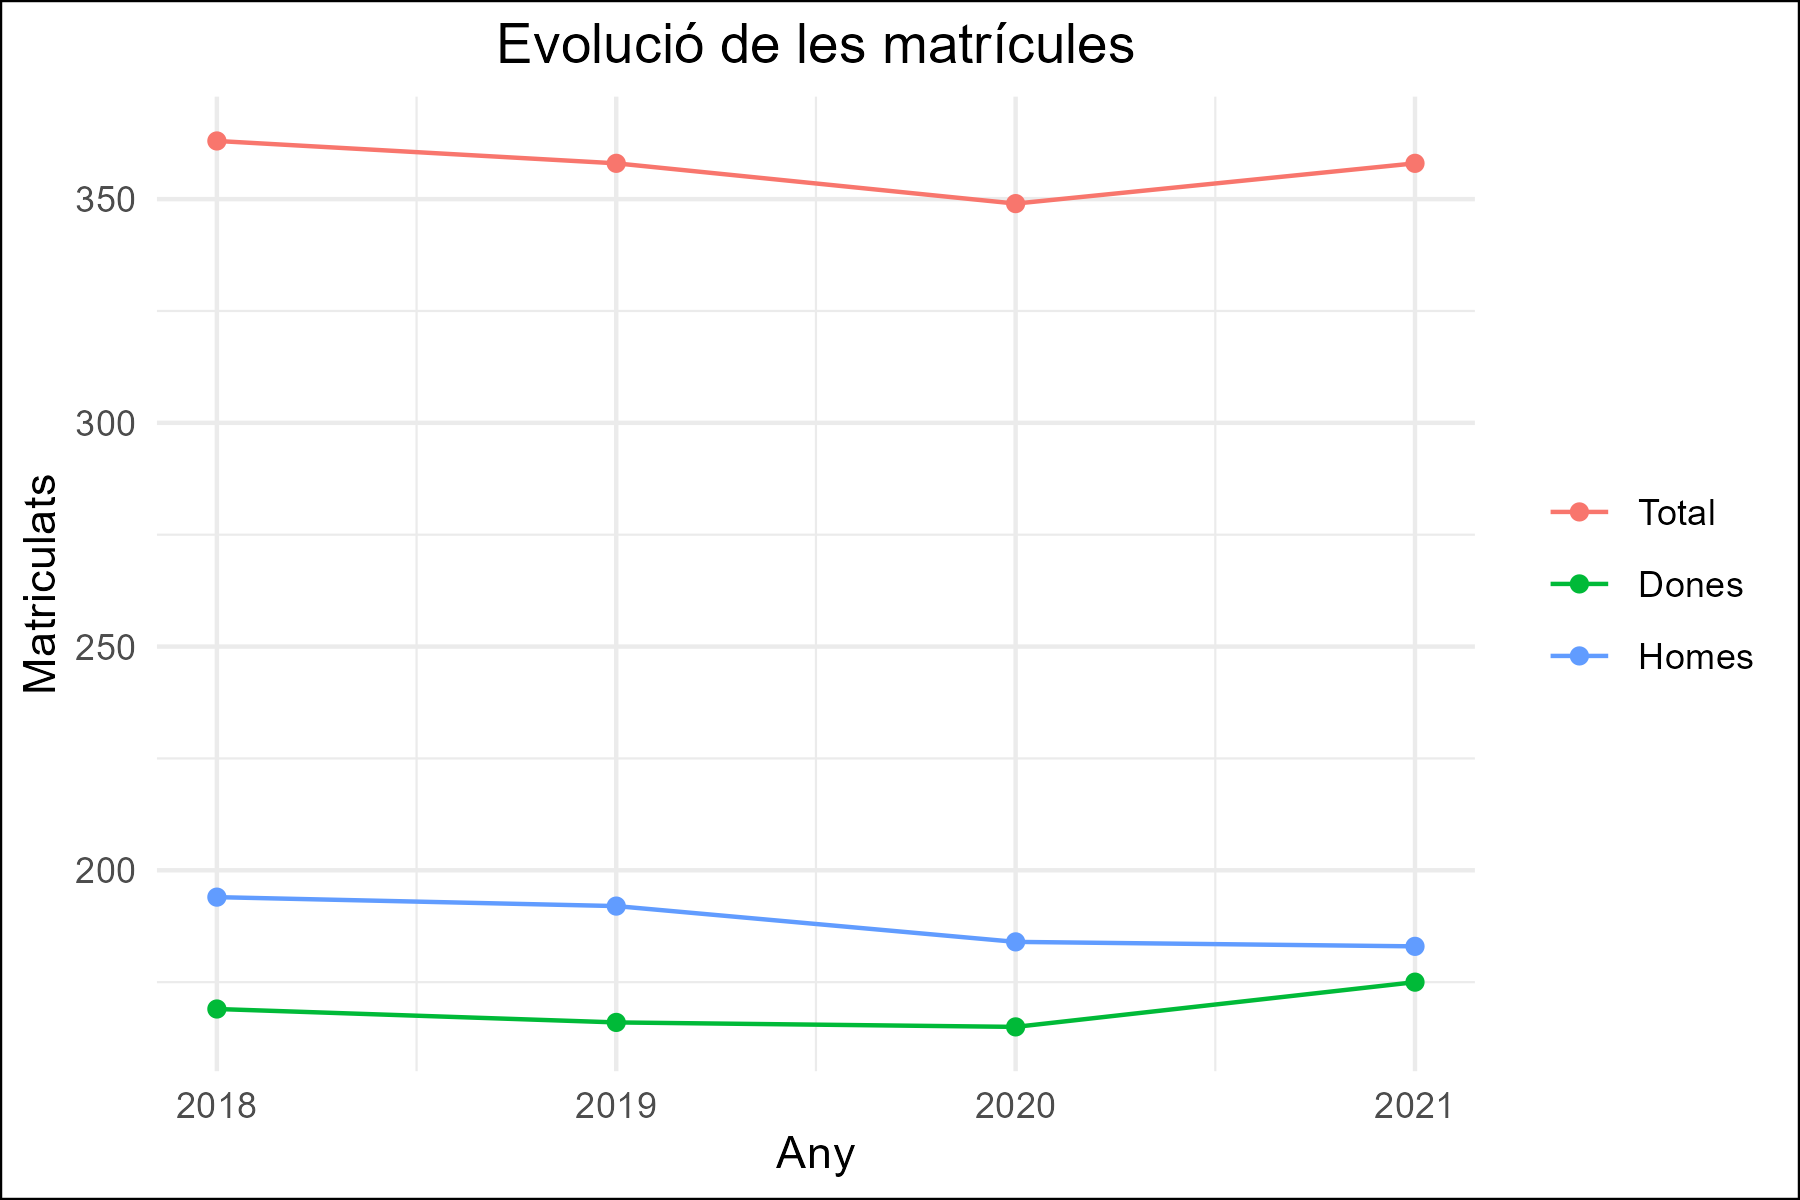 Evolució de les matrícules
Matriculats
350
300
250
200
2018 2019 2020 2021
Any
Total
Dones
Homes